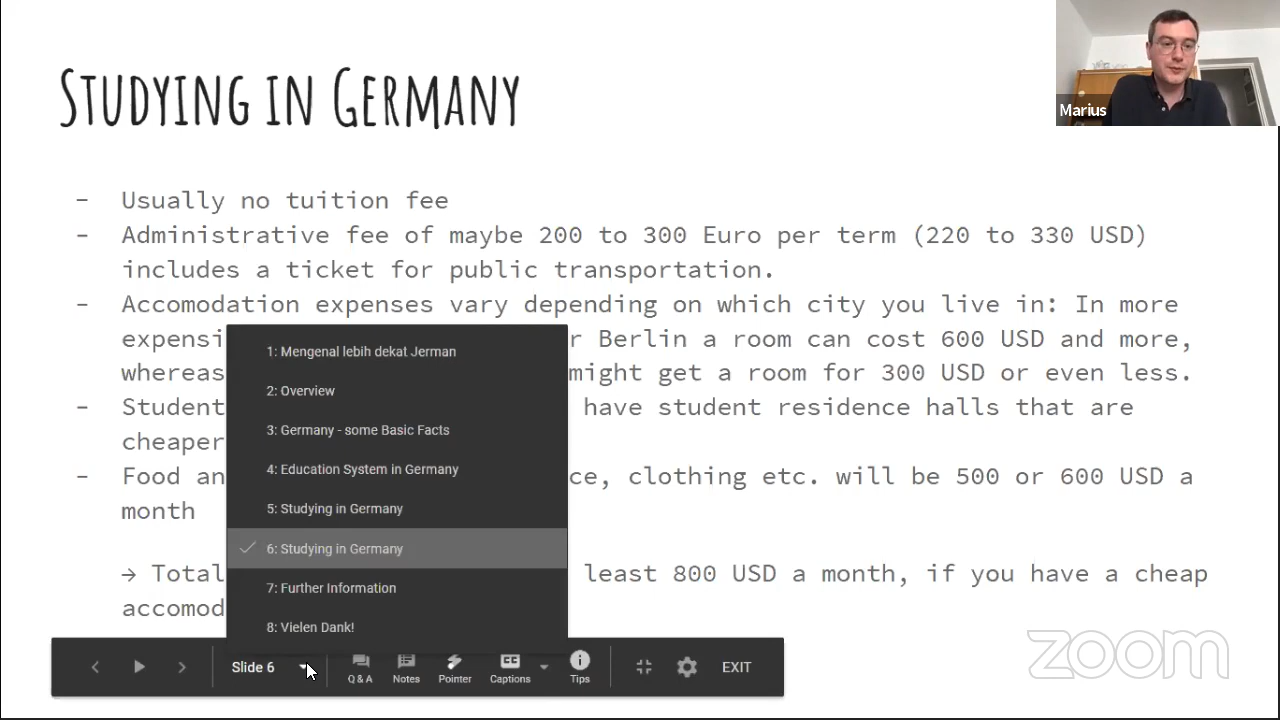 Studying in Germany
Marius
- Usually no tuition fee
- Administrative fee of maybe 200 to 300 Euro per term (220 to 330 USD)
includes a ticket for public transportation.
- Accomodation expenses vary depending on which city you live in: In more
expensi r Berlin a room can cost 600 USD and more,
whereas might get a room for 300 USD or even less.
- Student have student residence halls that are
cheaper
- Food an ce, clothing etc. will be 500 or 600 USD a
month
→ Total least 800 USD a month, if you have a cheap
accomod
1: Mengenal lebih dekat Jerman
2: Overview
3: Germany - some Basic Facts
4: Education System in Germany
5: Studying in Germany
6: Studying in Germany
7: Further Information
8: Vielen Dank!
Slide 6
Q & A
Notes
Pointer
CC
Captions
Tips
EXIT
zoom